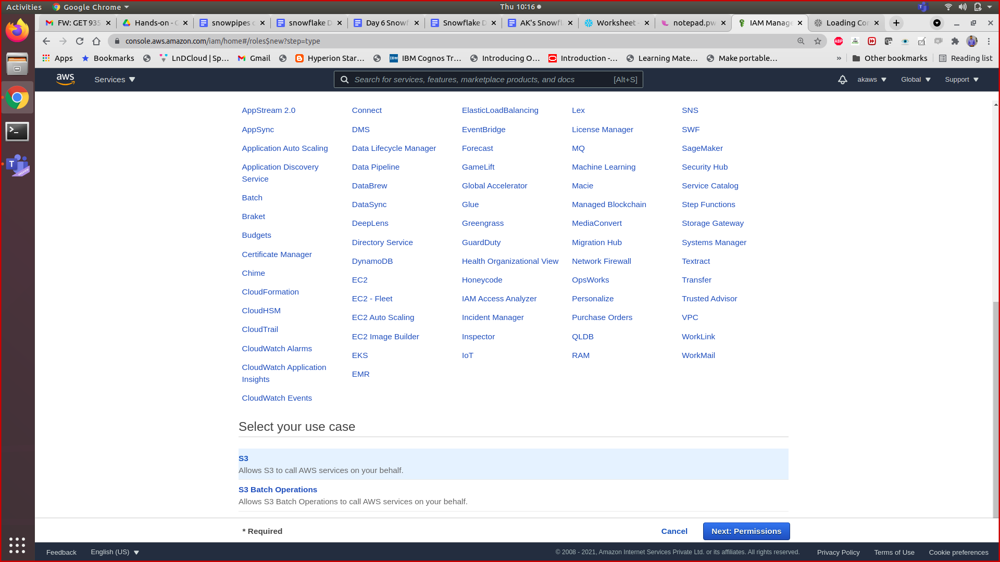 Activities
Google Chrome
Thu 10:16
FW: GET 935
Hands-on - C
snowpipes c
snowflake D
Day 6 Snowf
Snowflake D
AK's Snowfl
Worksheet -
notepad.pw
IAM Manage
Loading Con
console.aws.amazon.com/iam/home#/roles$new?step=type
Apps
Bookmarks
LnDCloud | Sp…
Gmail
Hyperion Star…
IBM Cognos Tr…
Introducing O…
Introduction -…
Learning Mate…
Make portable…
»
Other bookmarks
Reading list
aws
Services
Search for services, features, marketplace products, and docs
[Alt+S]
akaws
Global
Support
AppStream 2.0
AppSync
Application Auto Scaling
Application Discovery
Service
Batch
Braket
Budgets
Certificate Manager
Chime
CloudFormation
CloudHSM
CloudTrail
CloudWatch Alarms
CloudWatch Application
Insights
CloudWatch Events
Connect
DMS
Data Lifecycle Manager
Data Pipeline
DataBrew
DataSync
DeepLens
Directory Service
DynamoDB
EC2
EC2 - Fleet
EC2 Auto Scaling
EC2 Image Builder
EKS
EMR
ElasticLoadBalancing
EventBridge
Forecast
GameLift
Global Accelerator
Glue
Greengrass
GuardDuty
Health Organizational View
Honeycode
IAM Access Analyzer
Incident Manager
Inspector
IoT
Lex
License Manager
MQ
Machine Learning
Macie
Managed Blockchain
MediaConvert
Migration Hub
Network Firewall
OpsWorks
Personalize
Purchase Orders
QLDB
RAM
SNS
SWF
SageMaker
Security Hub
Service Catalog
Step Functions
Storage Gateway
Systems Manager
Textract
Transfer
Trusted Advisor
VPC
WorkLink
WorkMail
Select your use case
S3
Allows S3 to call AWS services on your behalf.
S3 Batch Operations
Allows S3 Batch Operations to call AWS services on your behalf.
* Required
Cancel
Next: Permissions
Feedback
English (US)
© 2008 - 2021, Amazon Internet Services Private Ltd. or its affiliates. All rights reserved.
Privacy Policy
Terms of Use
Cookie preferences